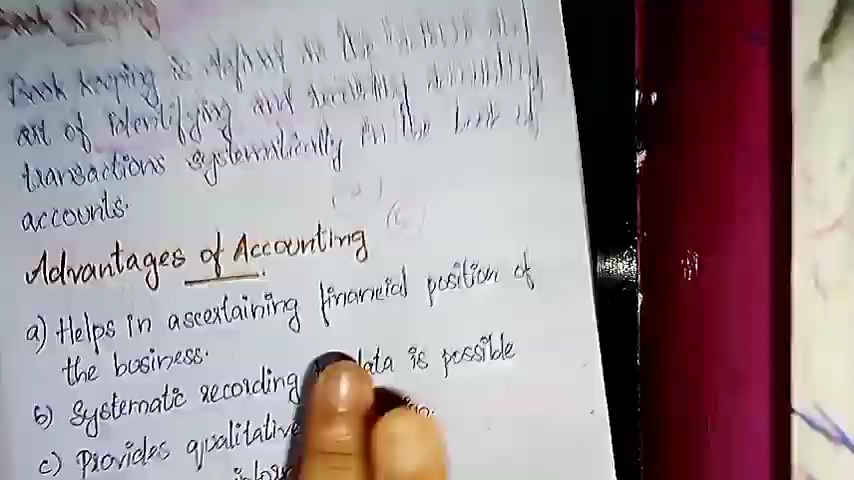 Book keeping
Book keeping is defined as the
art of identifying and
transactions systematically in the book of
accounts.
Advantages of Accounting
a) Helps in ascertaining financial position of
the business.
b) Systematic recording data is possible
c) Provides qualitative